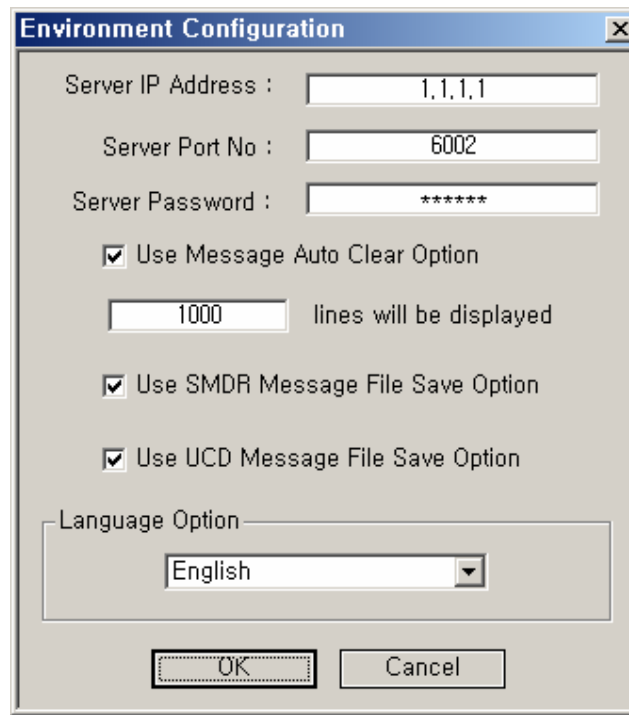 Environment Configuration
Server IP Address : 1.1.1.1
Server Port No : 6002
Server Password : ******
Use Message Auto Clear Option
1000 lines will be displayed
Use SMDR Message File Save Option
Use UCD Message File Save Option
Language Option
English
OK Cancel